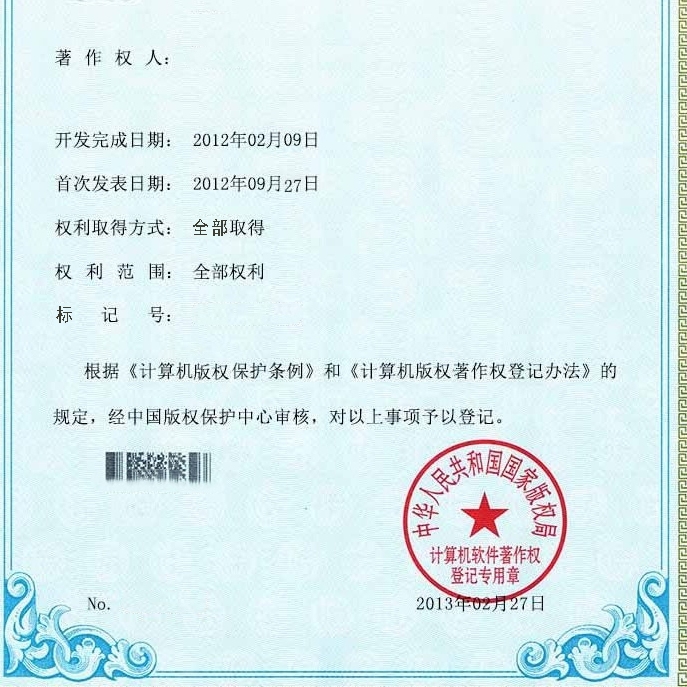 著作权人：
开发完成日期： 2012年02月09日
首次发表日期： 2012年09月27日
权利取得方式： 全部取得
权利范围： 全部权利
标记号：
根据《计算机版权保护条例》和《计算机版权著作权登记办法》的
规定，经中国版权保护中心审核，对以上事项予以登记。
中华人民共和国国家版权局
计算机软件著作权
登记专用章
No.
2013年02月27日